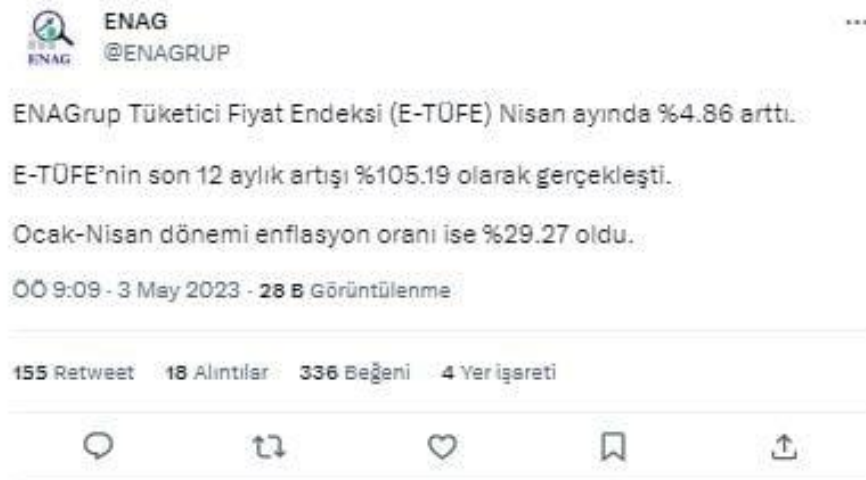 ENAG
ENAG
@ENAGRUP
ENAGrup Tüketici Fiyat Endeksi (E-TÜFE) Nisan ayında %4.86 arttı.
E-TÜFE'nin son 12 aylık artışı %105.19 olarak gerçekleşti.
Ocak-Nisan dönemi enflasyon oranı ise %29.27 oldu.
ÖÖ 9:09 · 3 May 2023 · 28 B Görüntülenme
155 Retweet 18 Alıntılar 336 Beğeni 4 Yer işareti